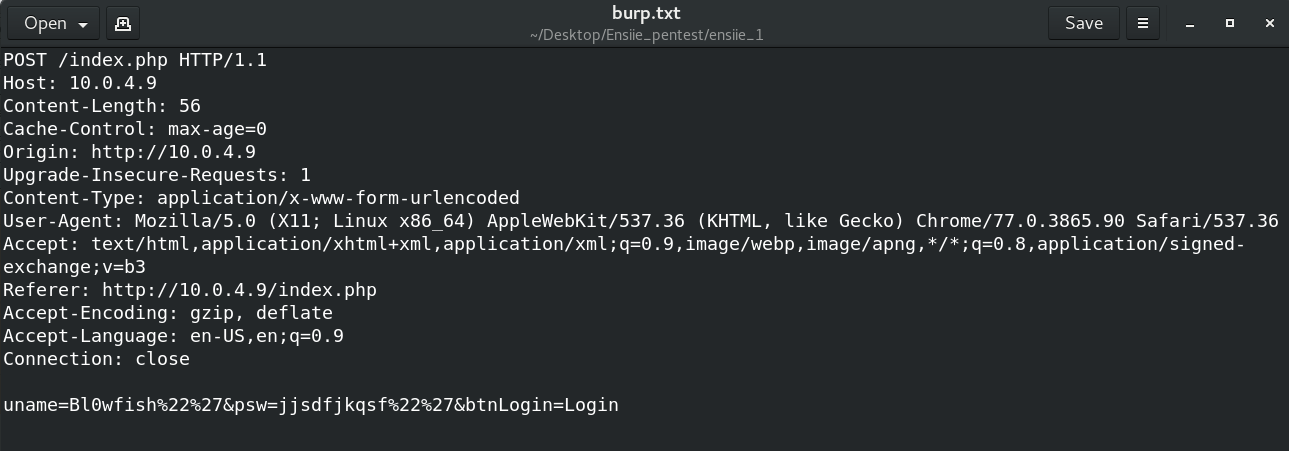 Open
burp.txt
~/Desktop/Ensiie_pentest/ensiie_1
Save
POST /index.php HTTP/1.1
Host: 10.0.4.9
Content-Length: 56
Cache-Control: max-age=0
Origin: http://10.0.4.9
Upgrade-Insecure-Requests: 1
Content-Type: application/x-www-form-urlencoded
User-Agent: Mozilla/5.0 (X11; Linux x86_64) AppleWebKit/537.36 (KHTML, like Gecko) Chrome/77.0.3865.90 Safari/537.36
Accept: text/html,application/xhtml+xml,application/xml;q=0.9,image/webp,image/apng,*/*;q=0.8,application/signed-
exchange;v=b3
Referer: http://10.0.4.9/index.php
Accept-Encoding: gzip, deflate
Accept-Language: en-US,en;q=0.9
Connection: close
uname=Bl0wfish%22%27&psw=jjsdfjkqsf%22%27&btnLogin=Login